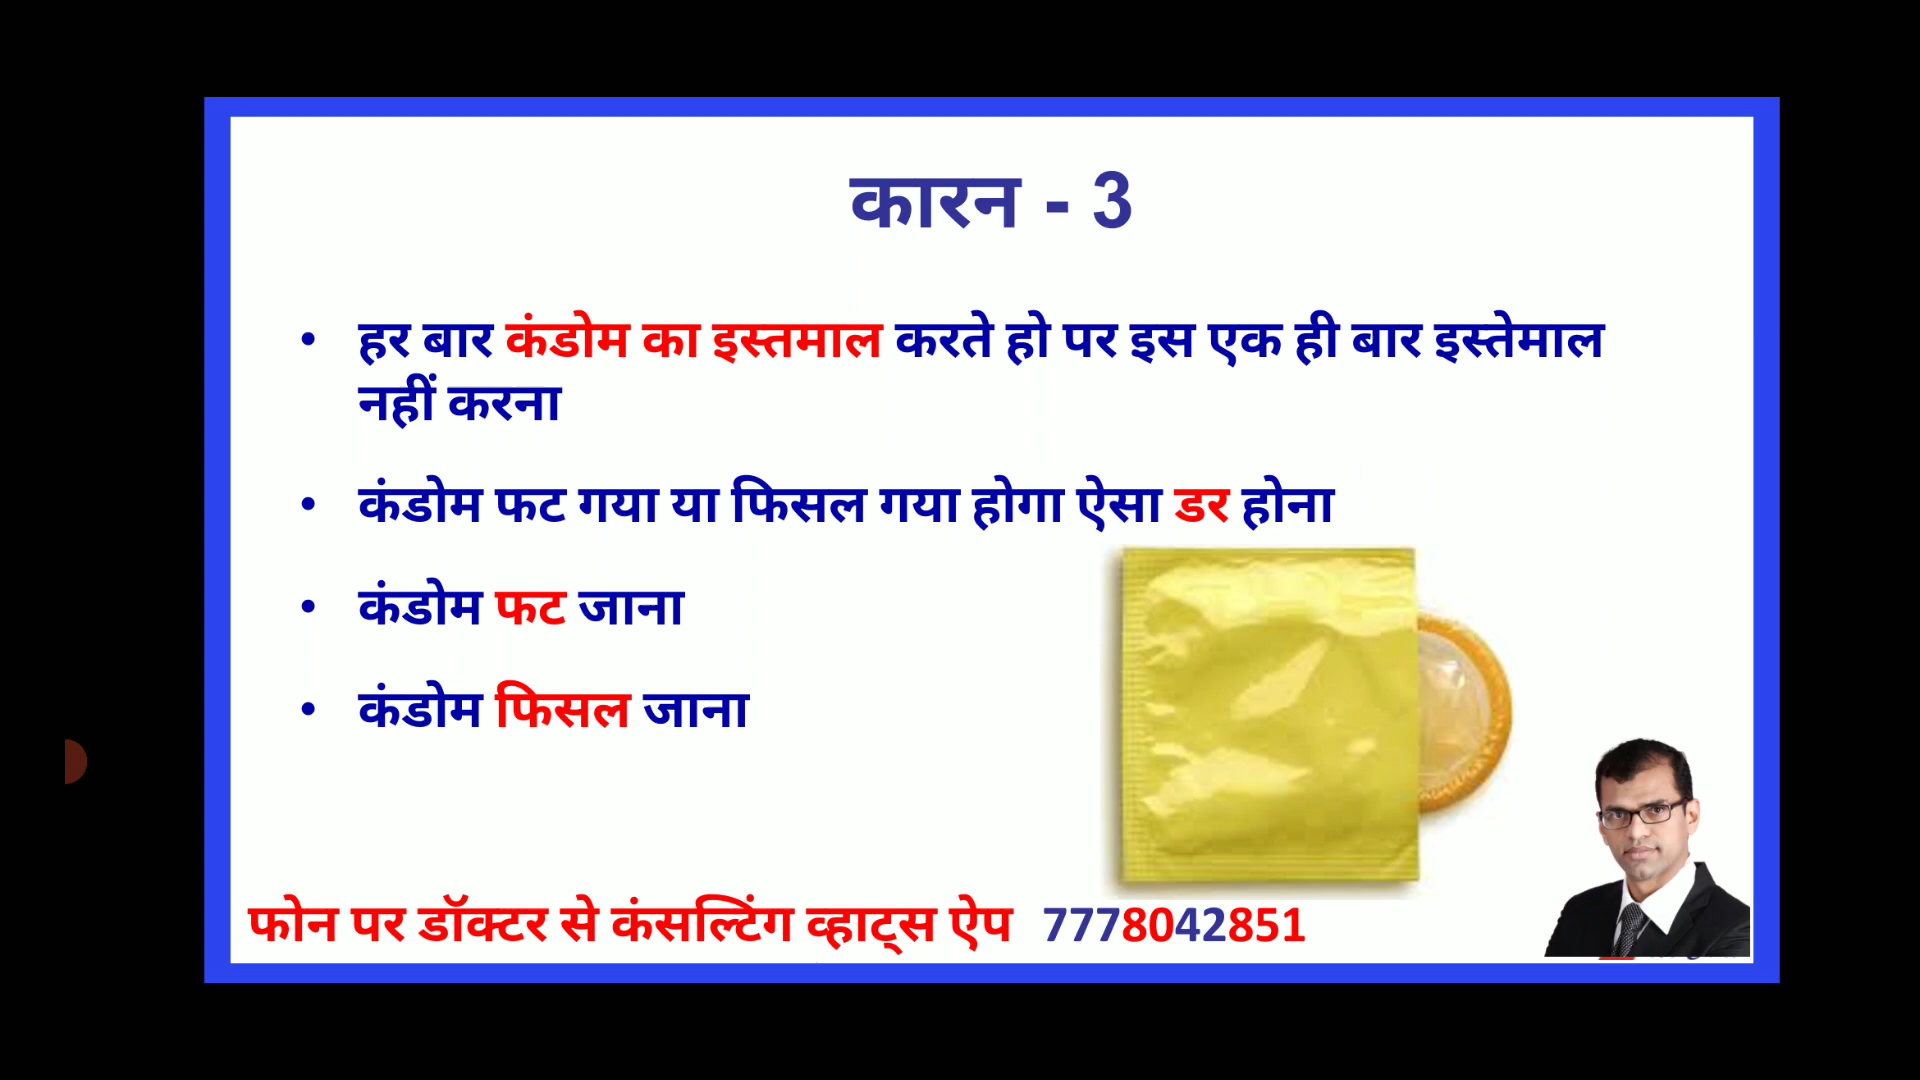 कारन - 3
• हर बार कंडोम का इस्तमाल करते हो पर इस एक ही बार इस्तेमाल
नहीं करना
• कंडोम फट गया या फिसल गया होगा ऐसा डर होना
• कंडोम फट जाना
• कंडोम फिसल जाना
फोन पर डॉक्टर से कंसल्टिंग व्हाट्स ऐप 7778042851